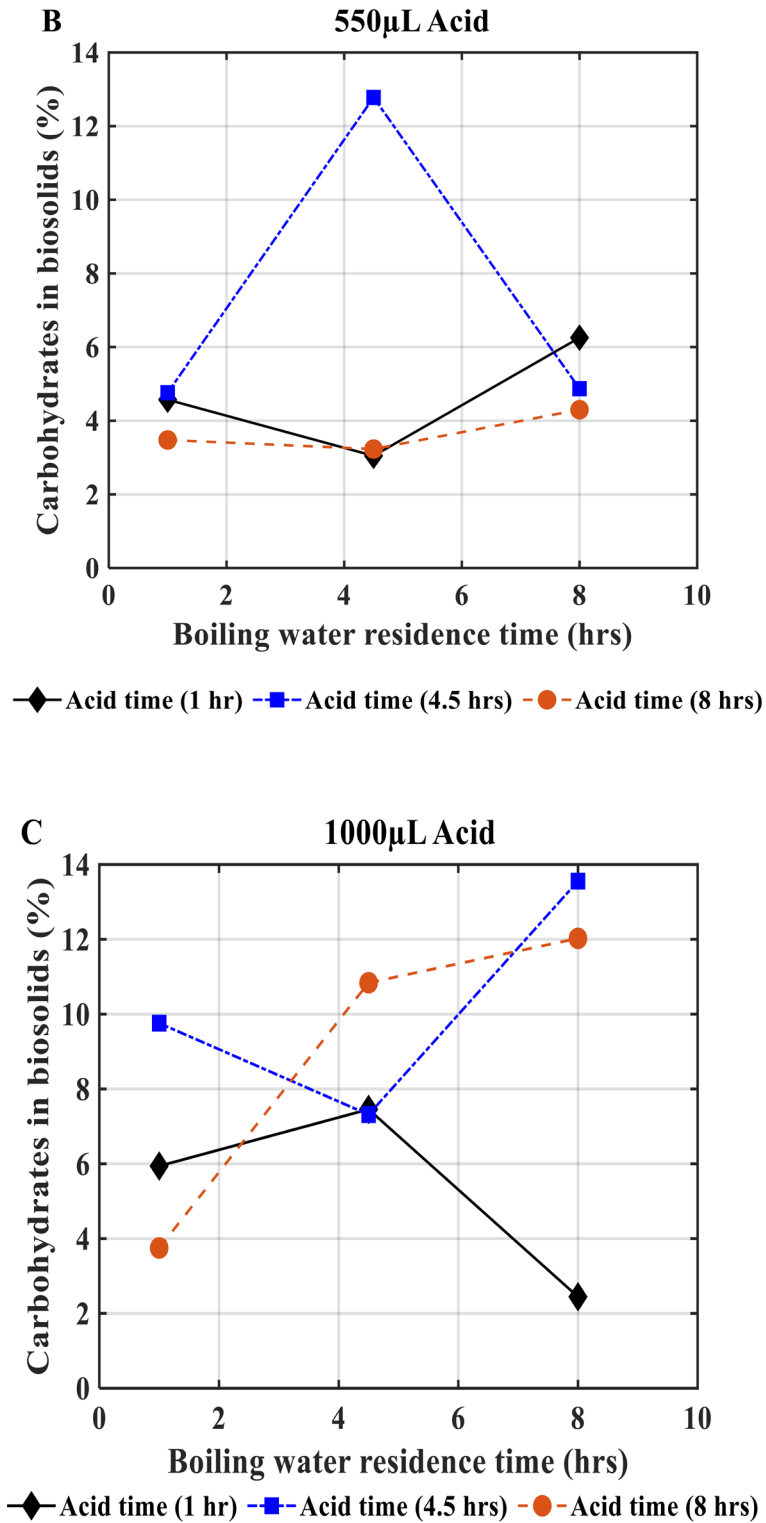 B
550µL Acid
Carbohydrates in biosolids (%)
14
12
10
8
6
4
2
0
0 2 4 6 8 10
Boiling water residence time (hrs)
Acid time (1 hr) Acid time (4.5 hrs) Acid time (8 hrs)
C
1000µL Acid
Carbohydrates in biosolids (%)
14
12
10
8
6
4
2
0
0 2 4 6 8 10
Boiling water residence time (hrs)
Acid time (1 hr) Acid time (4.5 hrs) Acid time (8 hrs)